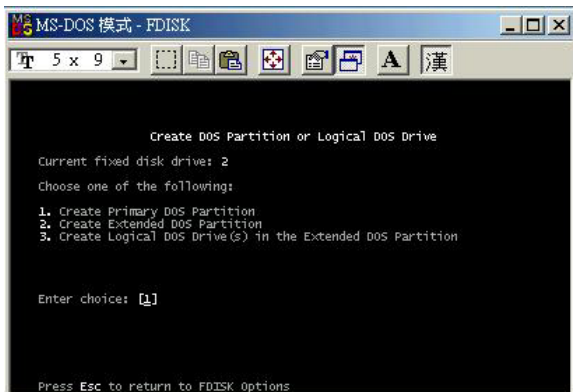 MS-DOS 模式 - FDISK
5 x 9
A 漢
Create DOS Partition or Logical DOS Drive
Current fixed disk drive: 2
Choose one of the following:
1. Create Primary DOS Partition
2. Create Extended DOS Partition
3. Create Logical DOS Drive(s) in the Extended DOS Partition
Enter choice: [1]
Press Esc to return to FDISK Options